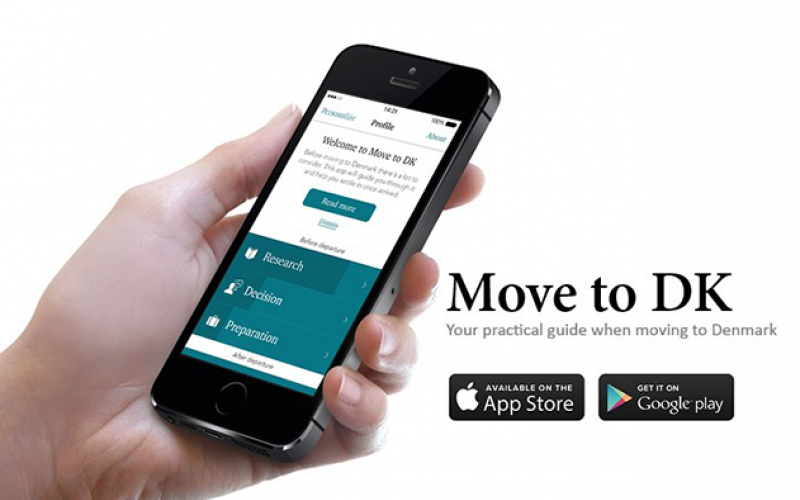 14:21
100%
Personalize
Profile
About
Welcome to Move to DK
Before moving to Denmark there's a lot to
consider. This app will guide you through it
and help you settle in once arrived.
Read more
Dismiss
Before departure
Research
Decision
Preparation
After departure
Move to DK
Your practical guide when moving to Denmark
AVAILABLE ON THE
App Store
GET IT ON
Google play